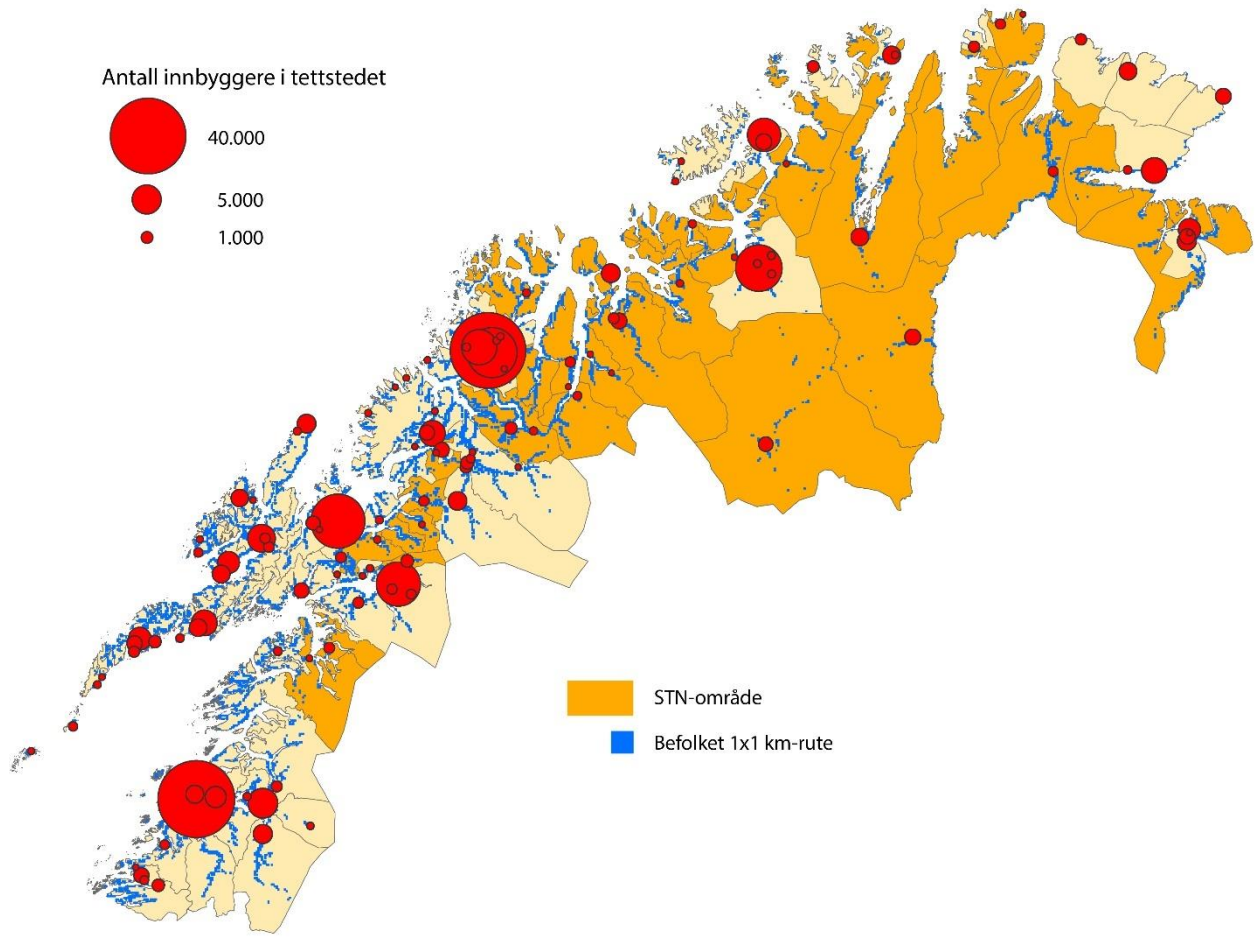 Antall innbyggere i tettstedet
40.000
5.000
1.000
STN-område
Befolket 1x1 km-rute